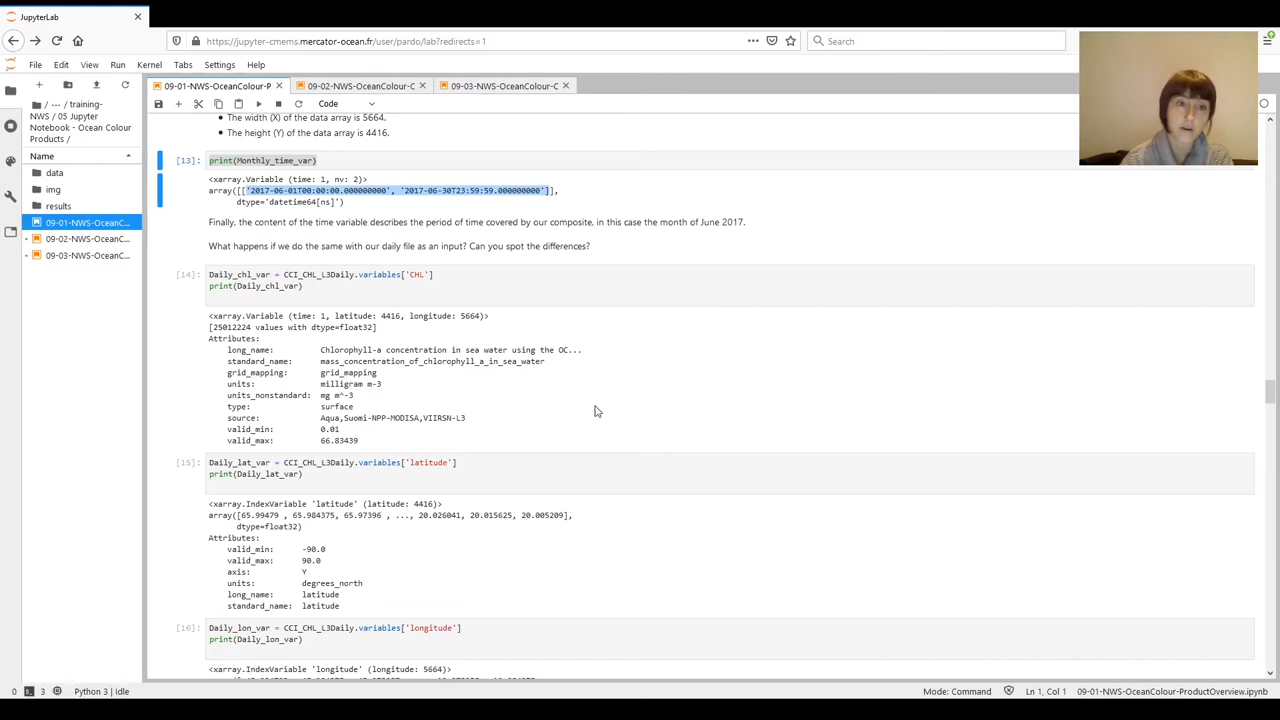 JupyterLab
https://jupyter-cmems.mercator-ocean.fr/user/pardo/lab?redirects=1
Search
File Edit View Run Kernel Tabs Settings Help
09-01-NWS-OceanColour-P
09-02-NWS-OceanColour-C
09-03-NWS-OceanColour-C
Code
/ ··· / training-
NWS / 05 Jupyter
Notebook - Ocean Colour
Products /
Name
data
img
results
09-01-NWS-OceanC...
09-02-NWS-OceanC...
09-03-NWS-OceanC...
• The width (X) of the data array is 5664.
• The height (Y) of the data array is 4416.
[13]: print(Monthly_time_var)
<xarray.Variable (time: 1, nv: 2)>
array([['2017-06-01T00:00:00.000000000', '2017-06-30T23:59:59.000000000']],
dtype='datetime64[ns]')
Finally, the content of the time variable describes the period of time covered by our composite, in this case the month of June 2017.
What happens if we do the same with our daily file as an input? Can you spot the differences?
[14]: Daily_chl_var = CCI_CHL_L3Daily.variables['CHL']
print(Daily_chl_var)
<xarray.Variable (time: 1, latitude: 4416, longitude: 5664)>
[25012224 values with dtype=float32]
Attributes:
long_name: Chlorophyll-a concentration in sea water using the OC...
standard_name: mass_concentration_of_chlorophyll_a_in_sea_water
grid_mapping: grid_mapping
units: milligram m-3
units_nonstandard: mg m^-3
type: surface
source: Aqua,Suomi-NPP-MODISA,VIIRSN-L3
valid_min: 0.01
valid_max: 66.83439
[15]: Daily_lat_var = CCI_CHL_L3Daily.variables['latitude']
print(Daily_lat_var)
<xarray.IndexVariable 'latitude' (latitude: 4416)>
array([65.99479 , 65.984375, 65.97396 , ..., 20.026041, 20.015625, 20.005209],
dtype=float32)
Attributes:
valid_min: -90.0
valid_max: 90.0
axis: Y
units: degrees_north
long_name: latitude
standard_name: latitude
[16]: Daily_lon_var = CCI_CHL_L3Daily.variables['longitude']
print(Daily_lon_var)
<xarray.IndexVariable 'longitude' (longitude: 5664)>
0 3 Python 3 | Idle
Mode: Command Ln 1, Col 1 09-01-NWS-OceanColour-ProductOverview.ipynb